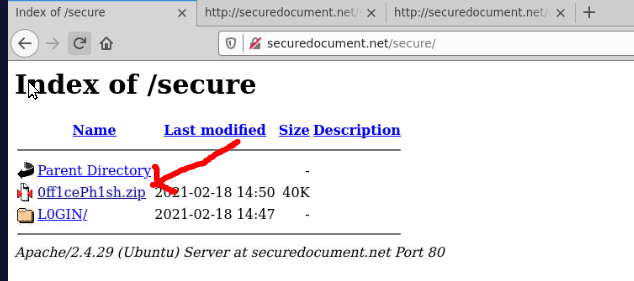 Index of /secure × http://securedocument.net/s × http://securedocument.net/ × +
securedocument.net/secure/
Index of /secure
Name Last modified Size Description
Parent Directory -
0ff1cePh1sh.zip 2021-02-18 14:50 40K
L0GIN/ 2021-02-18 14:47 -
Apache/2.4.29 (Ubuntu) Server at securedocument.net Port 80